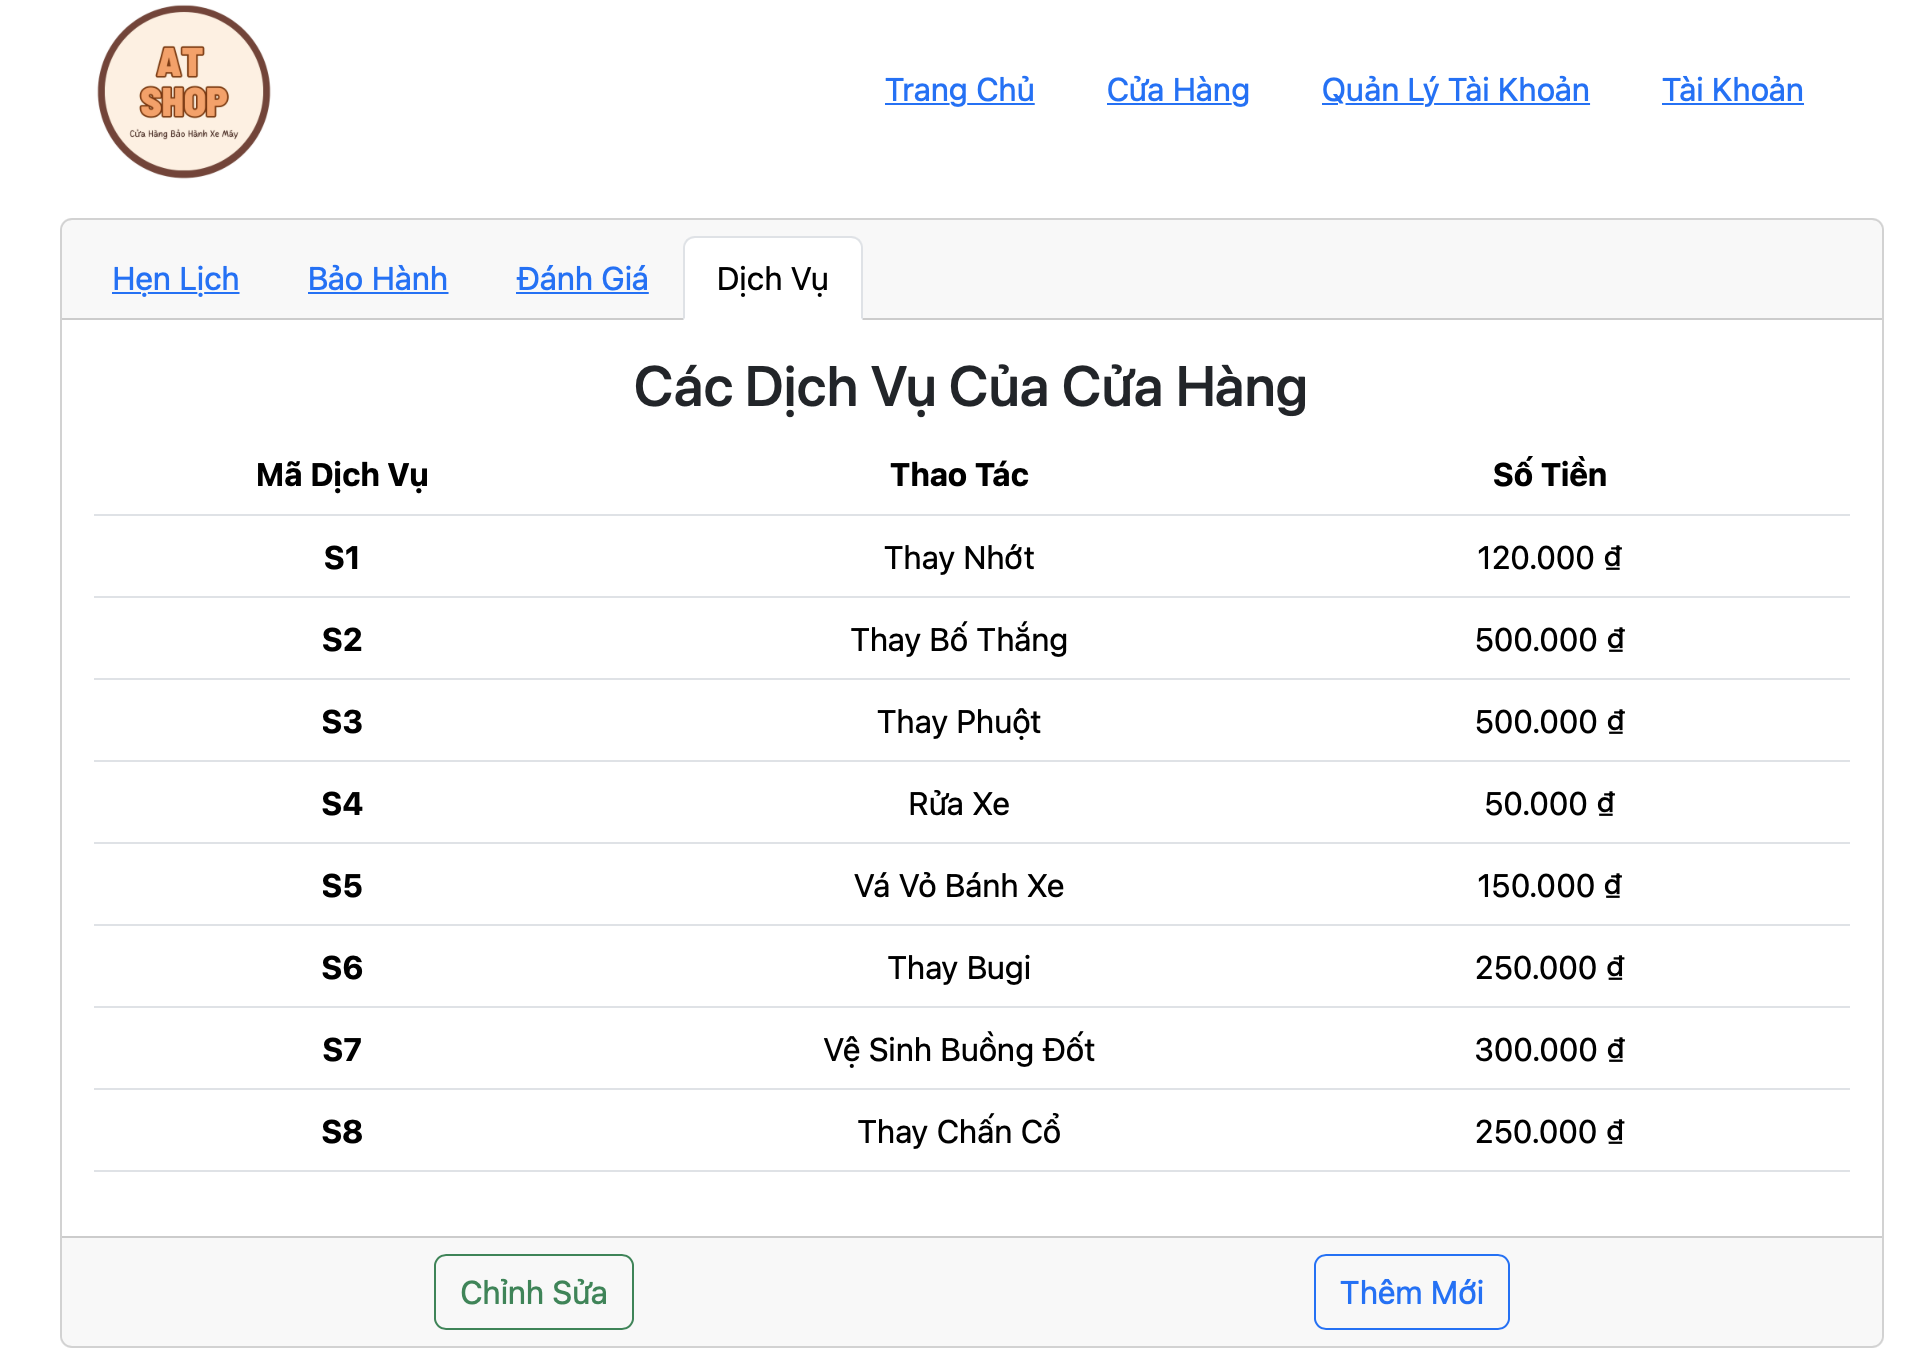 AT
SHOP
Cửa Hàng Bảo Hành Xe Máy
Trang Chủ Cửa Hàng Quản Lý Tài Khoản Tài Khoản
Hẹn Lịch Bảo Hành Đánh Giá Dịch Vụ
Các Dịch Vụ Của Cửa Hàng
Mã Dịch Vụ Thao Tác Số Tiền
S1 Thay Nhớt 120.000 ₫
S2 Thay Bố Thắng 500.000 ₫
S3 Thay Phuột 500.000 ₫
S4 Rửa Xe 50.000 ₫
S5 Vá Vỏ Bánh Xe 150.000 ₫
S6 Thay Bugi 250.000 ₫
S7 Vệ Sinh Buồng Đốt 300.000 ₫
S8 Thay Chấn Cổ 250.000 ₫
Chỉnh Sửa Thêm Mới